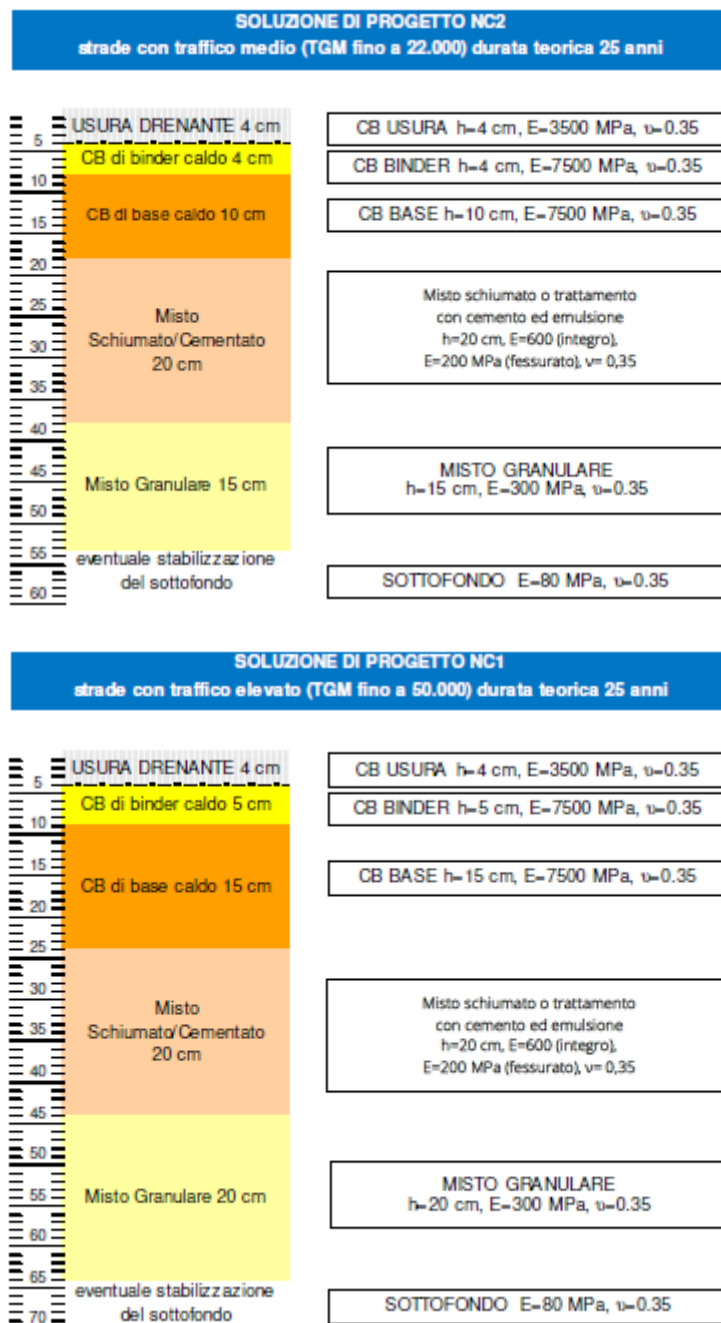 SOLUZIONE DI PROGETTO NC2
strade con traffico medio (TGM fino a 22.000) durata teorica 25 anni
USURA DRENANTE 4 cm
CB USURA h=4 cm, E=3500 MPa, υ=0.35
5
CB di binder caldo 4 cm
CB BINDER h=4 cm, E=7500 MPa, υ=0.35
10
15
CB di base caldo 10 cm
CB BASE h=10 cm, E=7500 MPa, υ=0.35
20
25
30
35
Misto
Schiumato/Cementato
20 cm
Misto schiumato o trattamento
con cemento ed emulsione
h=20 cm, E=600 (integro),
E=200 MPa (fessurato), ν= 0,35
40
45
50
Misto Granulare 15 cm
MISTO GRANULARE
h=15 cm, E=300 MPa, υ=0.35
55
60
eventuale stabilizzazione
del sottofondo
SOTTOFONDO E=80 MPa, υ=0.35
SOLUZIONE DI PROGETTO NC1
strade con traffico elevato (TGM fino a 50.000) durata teorica 25 anni
USURA DRENANTE 4 cm
CB USURA h=4 cm, E=3500 MPa, υ=0.35
5
CB di binder caldo 5 cm
CB BINDER h=5 cm, E=7500 MPa, υ=0.35
10
15
20
CB di base caldo 15 cm
CB BASE h=15 cm, E=7500 MPa, υ=0.35
25
30
35
40
Misto
Schiumato/Cementato
20 cm
Misto schiumato o trattamento
con cemento ed emulsione
h=20 cm, E=600 (integro),
E=200 MPa (fessurato), ν= 0,35
45
50
55
60
Misto Granulare 20 cm
MISTO GRANULARE
h=20 cm, E=300 MPa, υ=0.35
65
70
eventuale stabilizzazione
del sottofondo
SOTTOFONDO E=80 MPa, υ=0.35